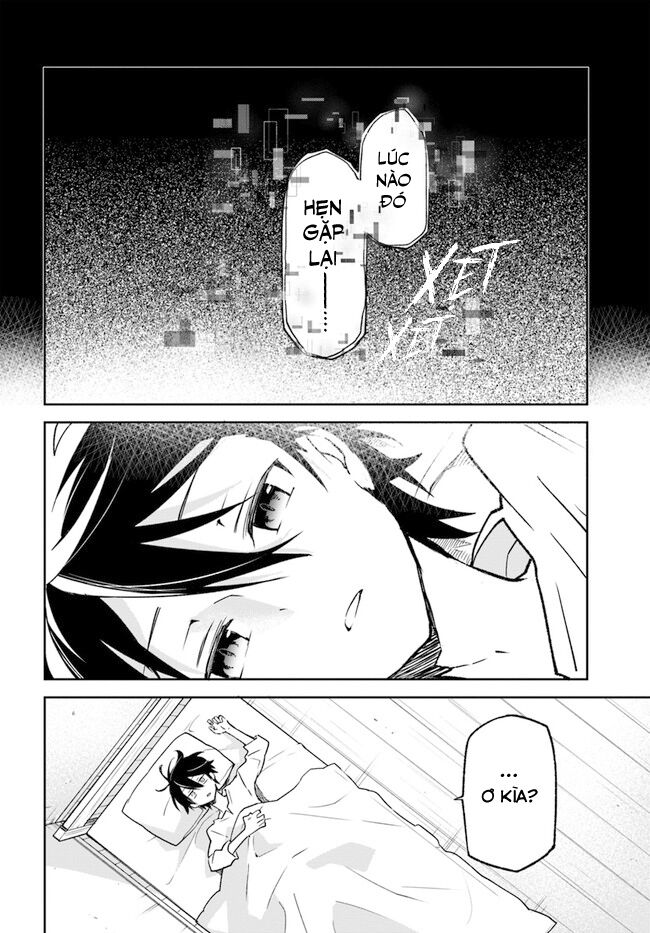 LÚC
NÀO
ĐÓ
HẸN
GẶP
LẠI
......
XẸT
XẸT
...
Ơ KÌA?